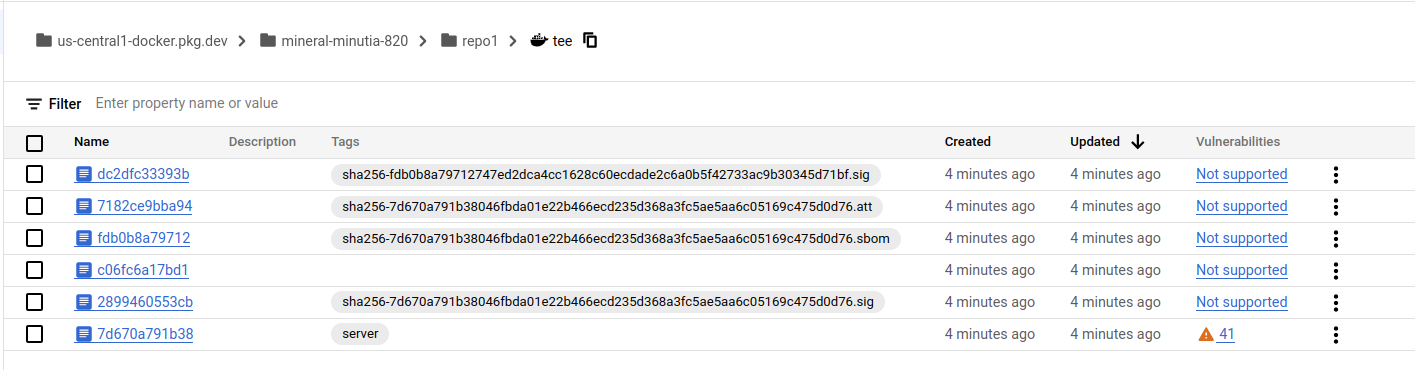 us-central1-docker.pkg.dev > mineral-minutia-820 > repo1 > tee
Filter Enter property name or value
Name Description Tags Created Updated Vulnerabilities
dc2dfc33393b sha256-fdb0b8a79712747ed2dca4cc1628c60ecdade2c6a0b5f42733ac9b30345d71bf.sig 4 minutes ago 4 minutes ago Not supported
7182ce9bba94 sha256-7d670a791b38046fbda01e22b466ecd235d368a3fc5ae5aa6c05169c475d0d76.att 4 minutes ago 4 minutes ago Not supported
fdb0b8a79712 sha256-7d670a791b38046fbda01e22b466ecd235d368a3fc5ae5aa6c05169c475d0d76.sbom 4 minutes ago 4 minutes ago Not supported
c06fc6a17bd1 4 minutes ago 4 minutes ago Not supported
2899460553cb sha256-7d670a791b38046fbda01e22b466ecd235d368a3fc5ae5aa6c05169c475d0d76.sig 4 minutes ago 4 minutes ago Not supported
7d670a791b38 server 4 minutes ago 4 minutes ago 41